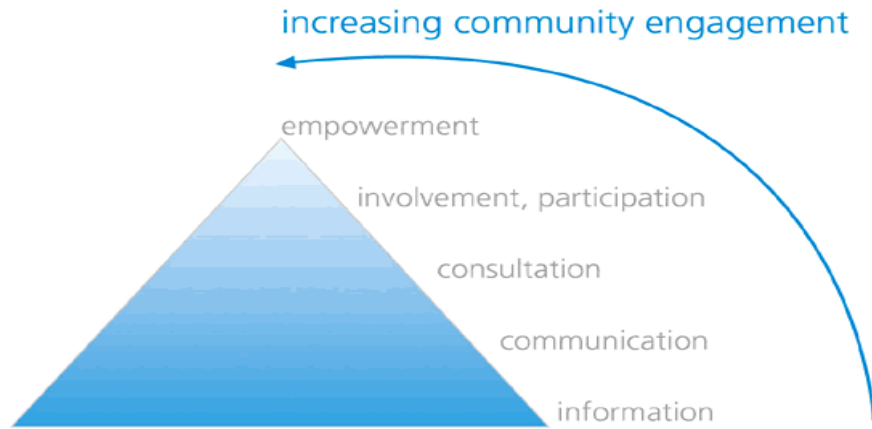 increasing community engagement
empowerment
involvement, participation
consultation
communication
information